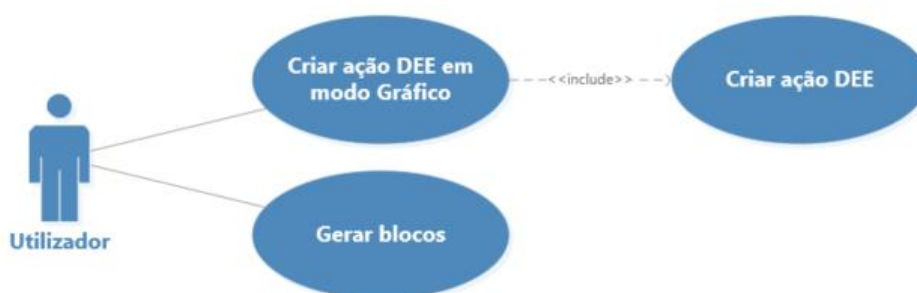 Criar ação DEE em
modo Gráfico
<<include>>
Criar ação DEE
Utilizador
Gerar blocos